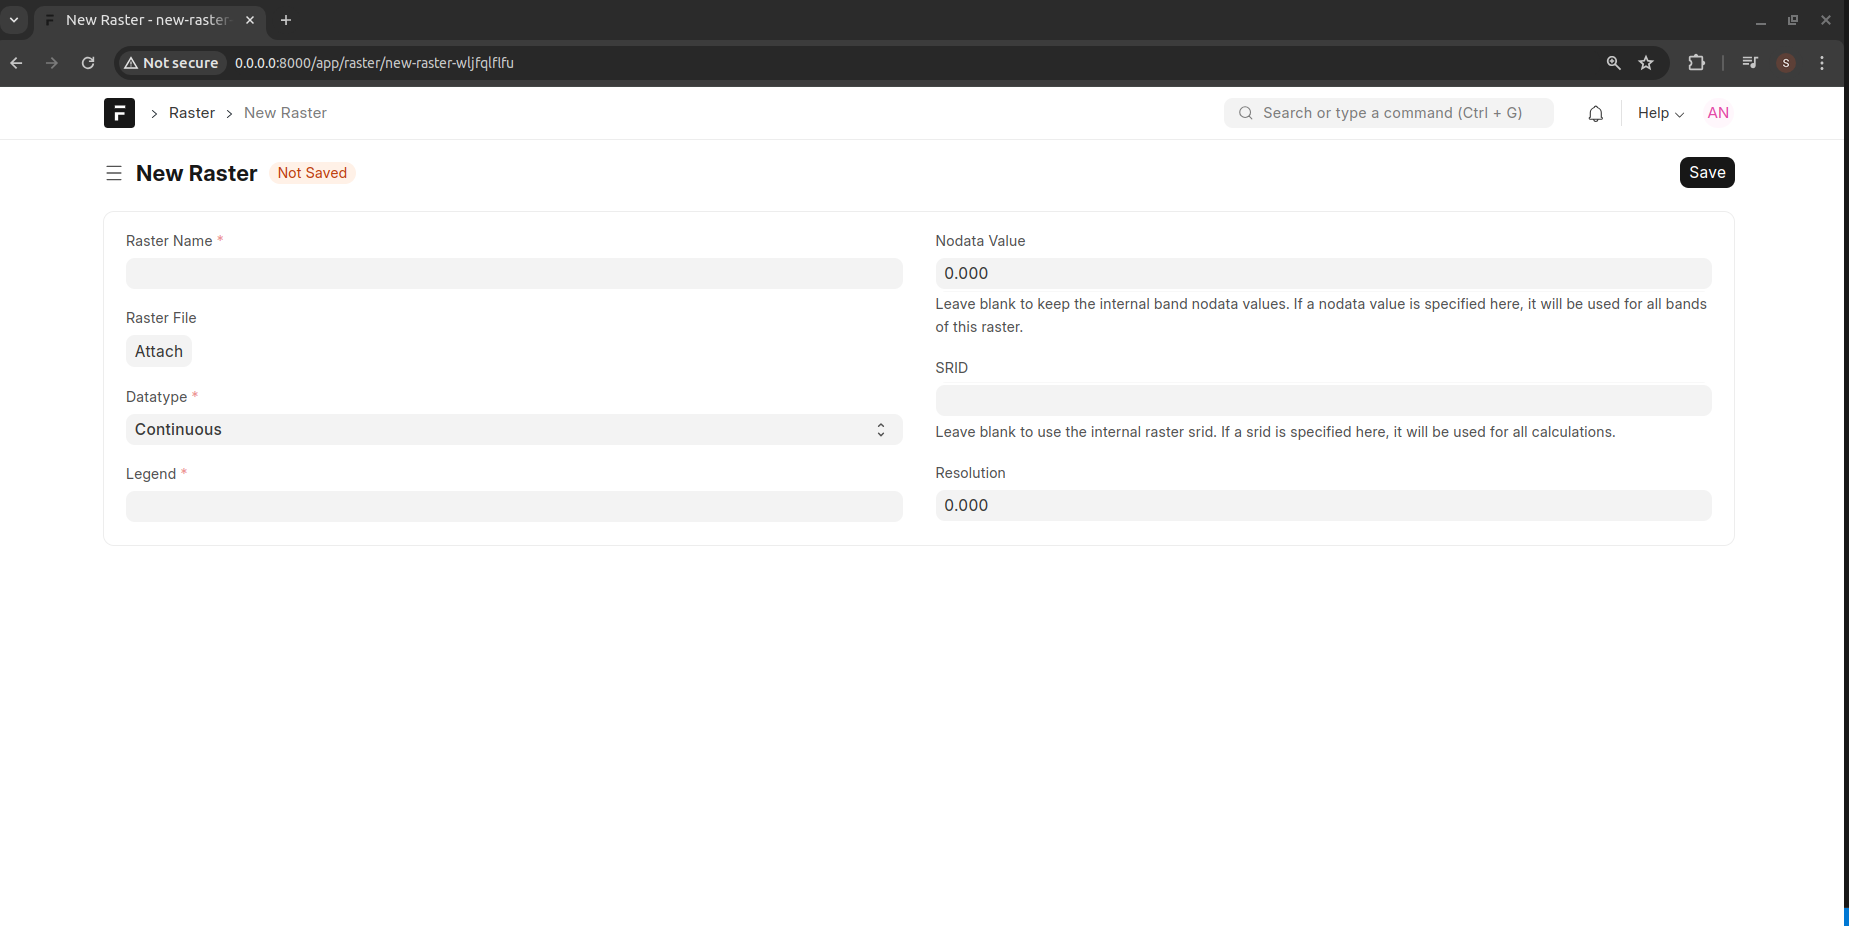 New Raster - new-raster-
Not secure 0.0.0.0:8000/app/raster/new-raster-wljfqlflfu
S
Raster New Raster
Search or type a command (Ctrl + G)
Help
AN
New Raster Not Saved
Save
Raster Name *
Raster File
Attach
Datatype *
Continuous
Legend *
Nodata Value
0.000
Leave blank to keep the internal band nodata values. If a nodata value is specified here, it will be used for all bands
of this raster.
SRID
Leave blank to use the internal raster srid. If a srid is specified here, it will be used for all calculations.
Resolution
0.000